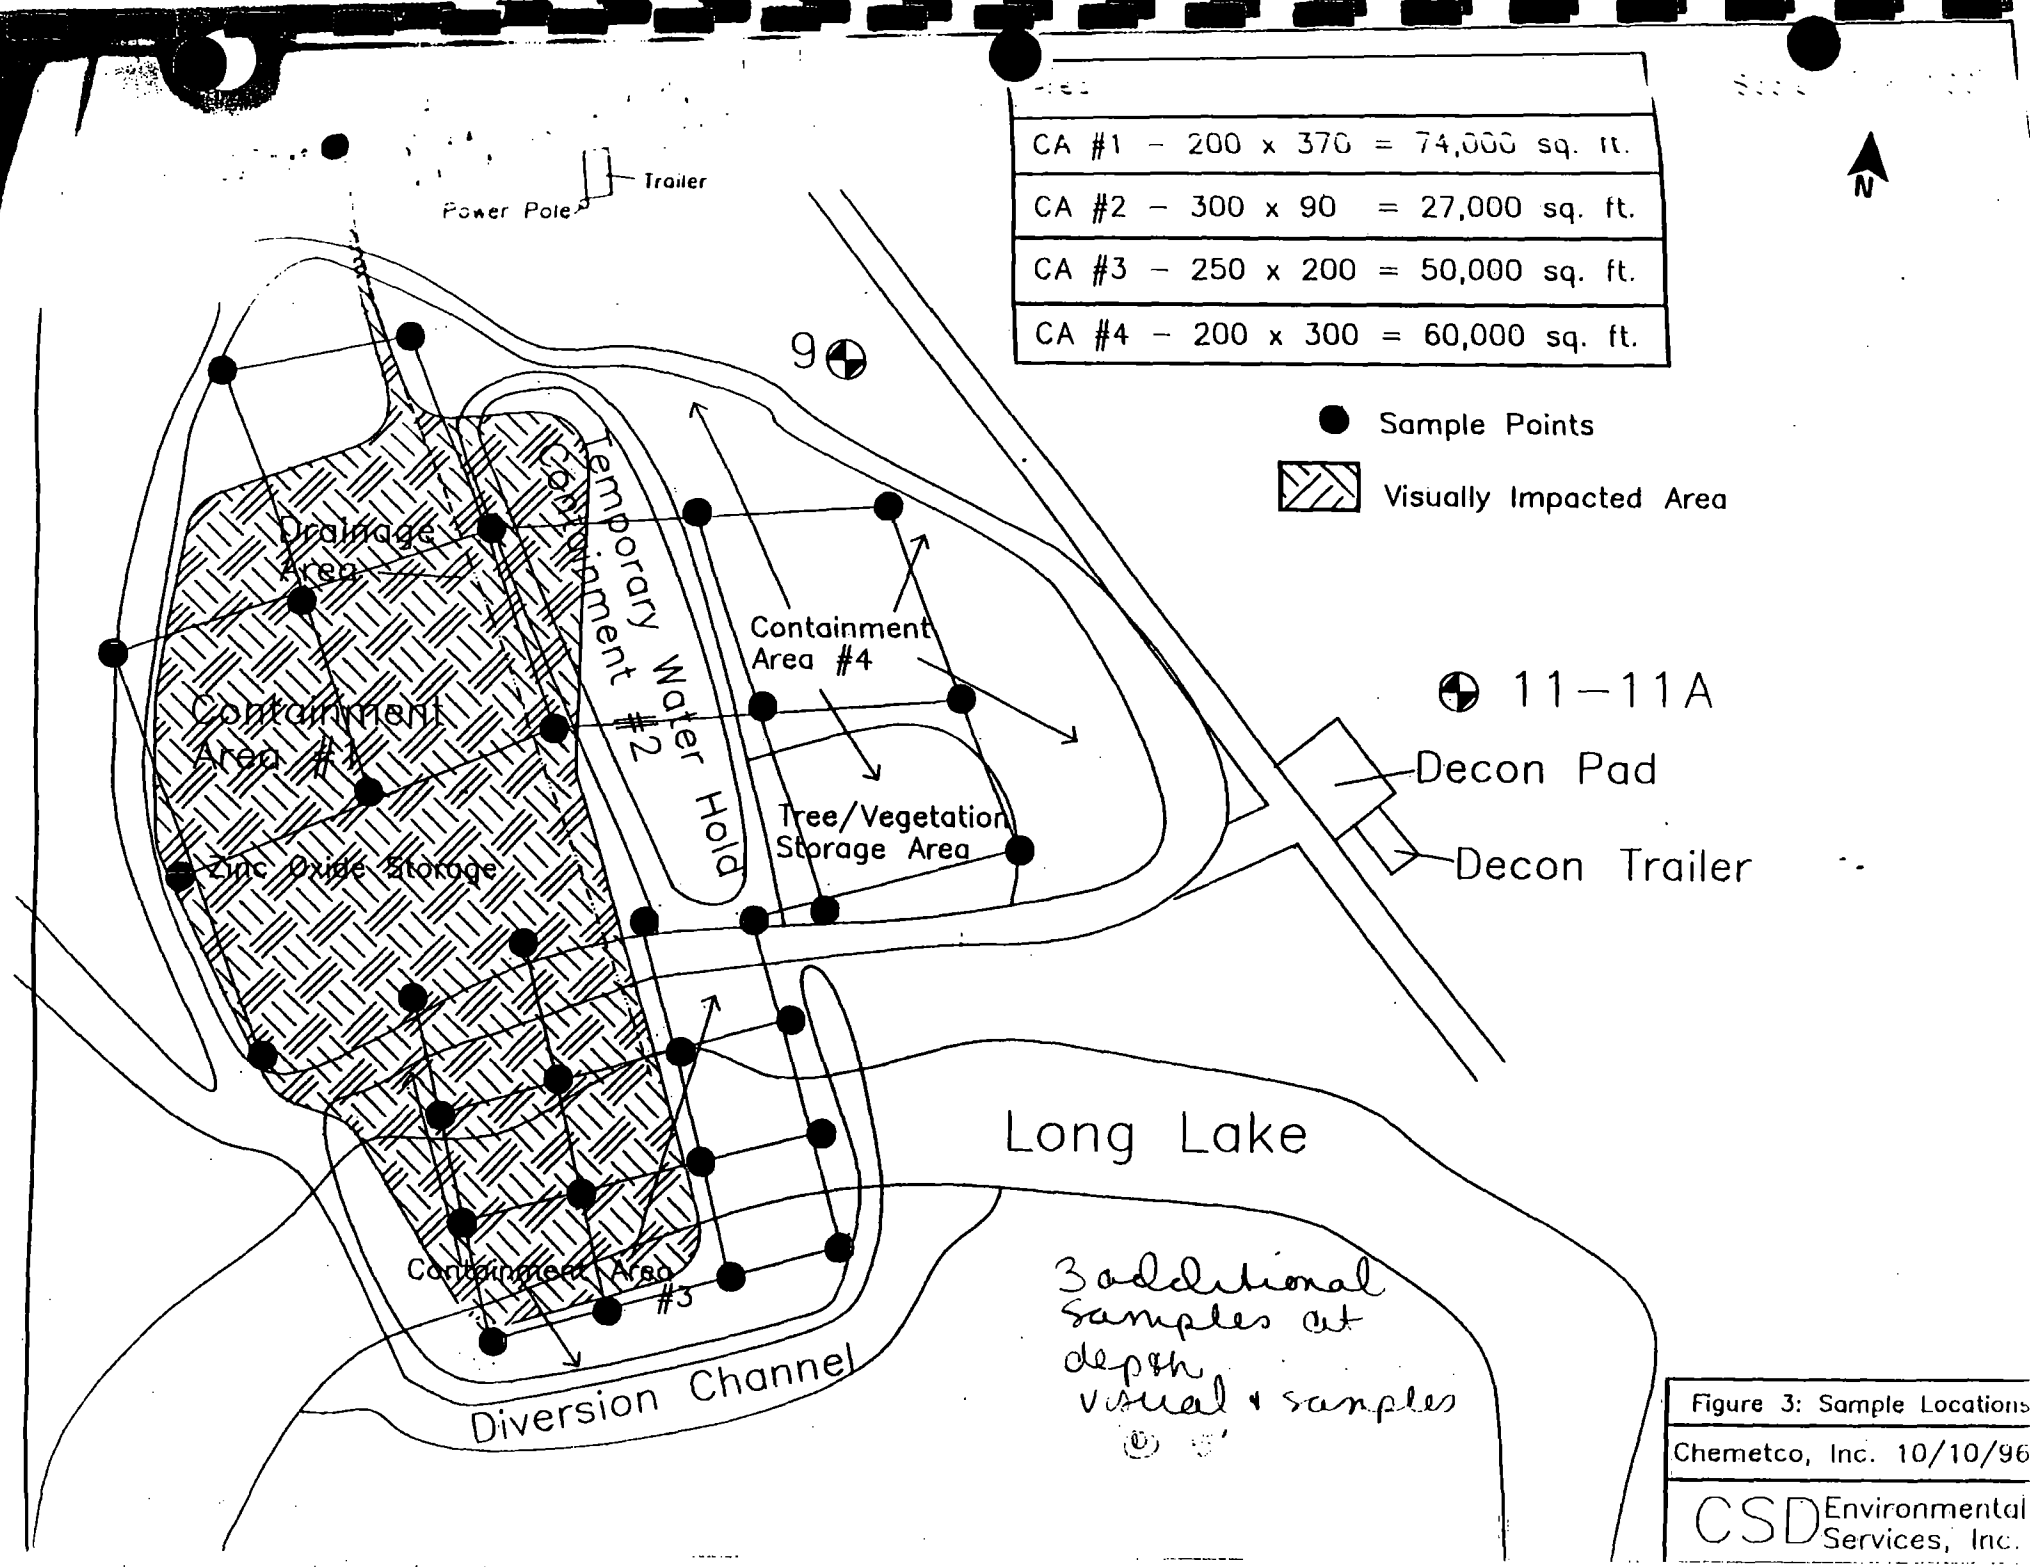 CA #1 - 200 x 370 = 74,000 sq. ft.
CA #2 - 300 x 90 = 27,000 sq. ft.
CA #3 - 250 x 200 = 50,000 sq. ft.
CA #4 - 200 x 300 = 60,000 sq. ft.
N
Trailer
Power Pole
9
Sample Points
Visually Impacted Area
Temporary Water Hold
Containment #2
Drainage
Area
Containment
Area #4
11-11A
Containment
Area #1
Decon Pad
Tree/Vegetation
Storage Area
Decon Trailer
Zinc Oxide Storage
Long Lake
Containment Area
#3
3 additional
samples at
depth
visual & samples
Diversion Channel
Figure 3: Sample Locations
Chemetco, Inc. 10/10/96
CSD Environmental
Services, Inc.